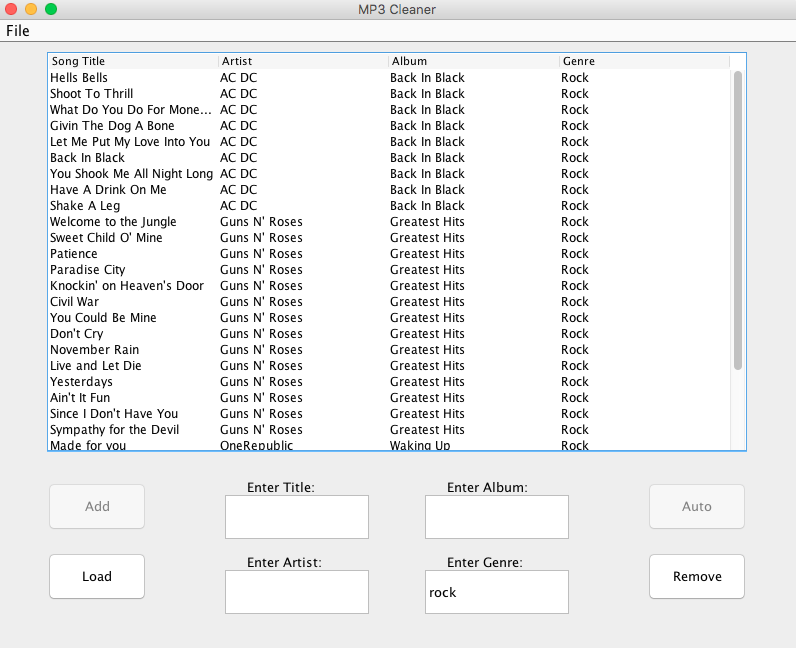 MP3 Cleaner
File
Song Title Artist Album Genre
Hells Bells AC DC Back In Black Rock
Shoot To Thrill AC DC Back In Black Rock
What Do You Do For Mone... AC DC Back In Black Rock
Givin The Dog A Bone AC DC Back In Black Rock
Let Me Put My Love Into You AC DC Back In Black Rock
Back In Black AC DC Back In Black Rock
You Shook Me All Night Long AC DC Back In Black Rock
Have A Drink On Me AC DC Back In Black Rock
Shake A Leg AC DC Back In Black Rock
Welcome to the Jungle Guns N' Roses Greatest Hits Rock
Sweet Child O' Mine Guns N' Roses Greatest Hits Rock
Patience Guns N' Roses Greatest Hits Rock
Paradise City Guns N' Roses Greatest Hits Rock
Knockin' on Heaven's Door Guns N' Roses Greatest Hits Rock
Civil War Guns N' Roses Greatest Hits Rock
You Could Be Mine Guns N' Roses Greatest Hits Rock
Don't Cry Guns N' Roses Greatest Hits Rock
November Rain Guns N' Roses Greatest Hits Rock
Live and Let Die Guns N' Roses Greatest Hits Rock
Yesterdays Guns N' Roses Greatest Hits Rock
Ain't It Fun Guns N' Roses Greatest Hits Rock
Since I Don't Have You Guns N' Roses Greatest Hits Rock
Sympathy for the Devil Guns N' Roses Greatest Hits Rock
Made for you OneRepublic Waking Up Rock
Enter Title: Enter Album:
Add Auto
Enter Artist: Enter Genre:
Load rock Remove